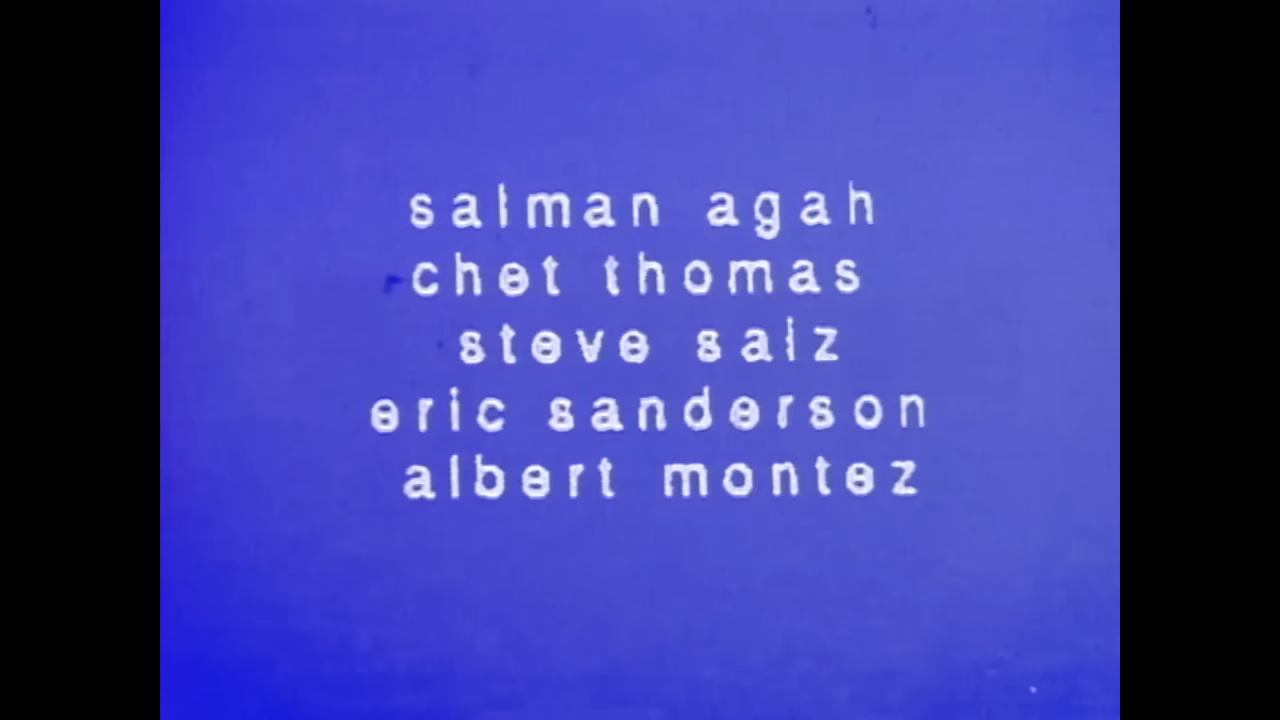 salman agah
chet thomas
steve salz
eric sanderson
albert montez